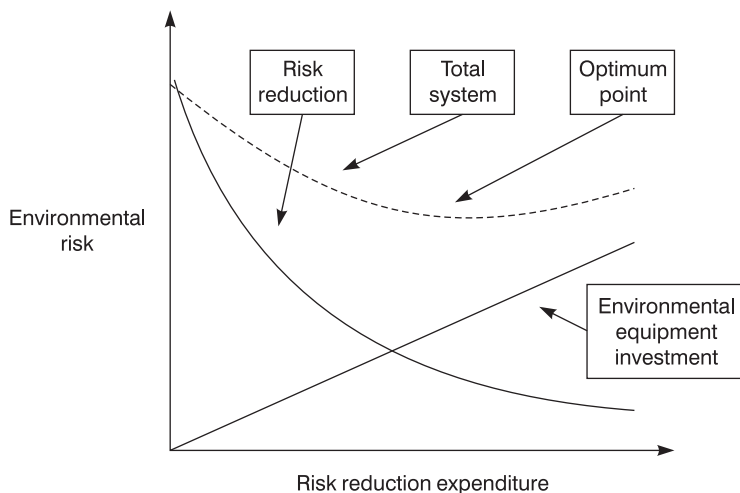 Risk
reduction
Total
system
Optimum
point
Environmental
risk
Environmental
equipment
investment
Risk reduction expenditure